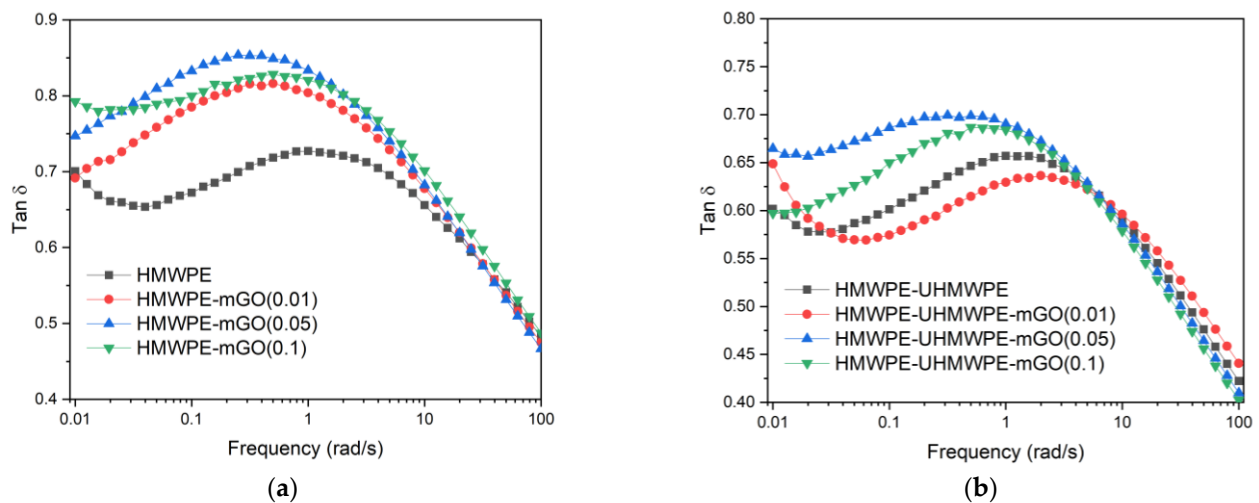 0.9
0.8
0.7
0.6
0.5
0.4
Tan δ
HMWPE
HMWPE-mGO(0.01)
HMWPE-mGO(0.05)
HMWPE-mGO(0.1)
0.01 0.1 1 10 100
Frequency (rad/s)
(a)
0.80
0.75
0.70
0.65
0.60
0.55
0.50
0.45
0.40
Tan δ
HMWPE-UHMWPE
HMWPE-UHMWPE-mGO(0.01)
HMWPE-UHMWPE-mGO(0.05)
HMWPE-UHMWPE-mGO(0.1)
0.01 0.1 1 10 100
Frequency (rad/s)
(b)